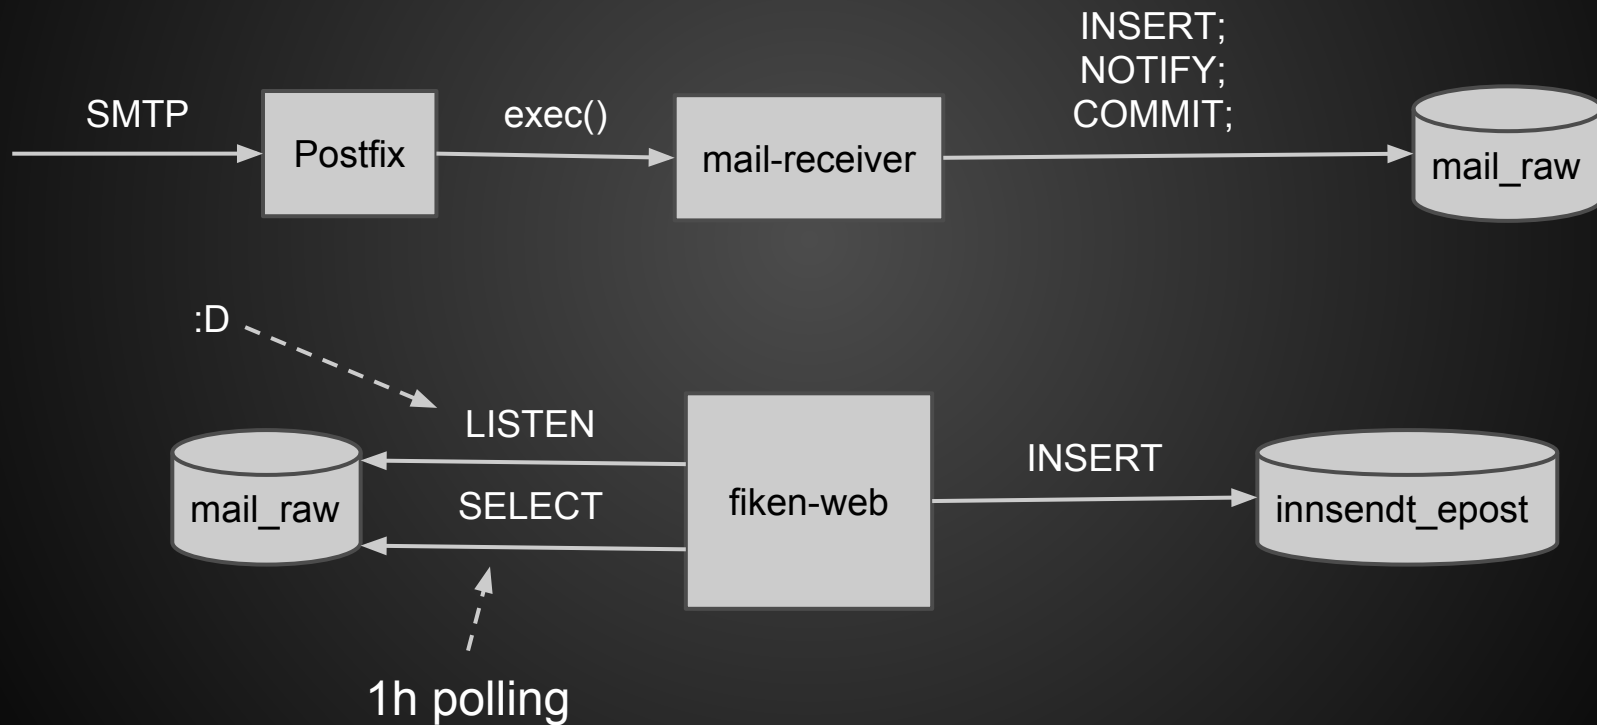 INSERT;
NOTIFY;
COMMIT;
SMTP
Postfix
exec()
mail-receiver
mail_raw
:D
LISTEN
SELECT
mail_raw
fiken-web
INSERT
innsendt_epost
1h polling